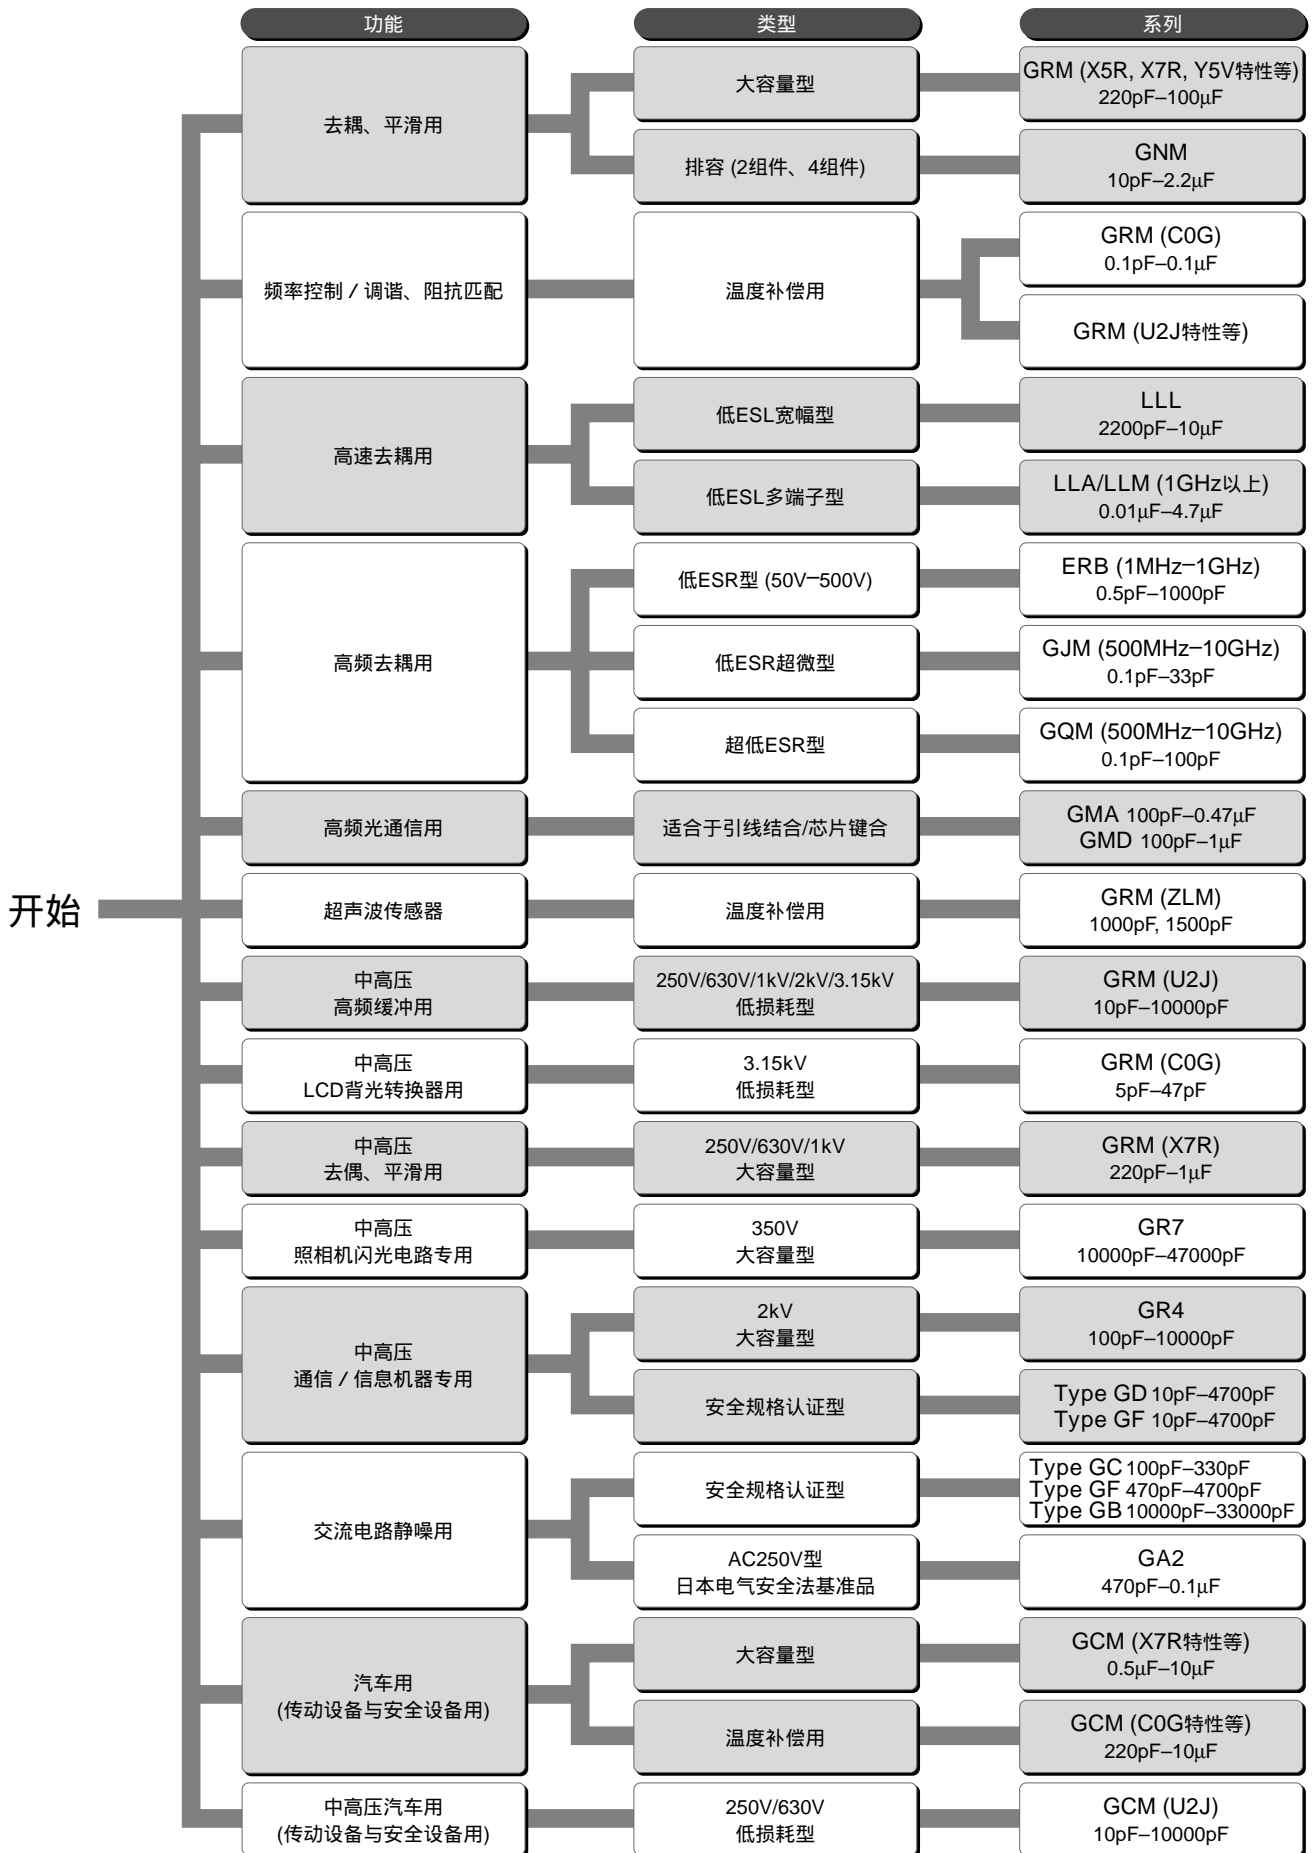 功能
类型
系列
去耦、平滑用
大容量型
GRM (X5R, X7R, Y5V特性等)
220pF–100μF
排容 (2组件、4组件)
GNM
10pF–2.2μF
频率控制 / 调谐、阻抗匹配
温度补偿用
GRM (C0G)
0.1pF–0.1μF
GRM (U2J特性等)
高速去耦用
低ESL宽幅型
LLL
2200pF–10μF
低ESL多端子型
LLA/LLM (1GHz以上)
0.01μF–4.7μF
高频去耦用
低ESR型 (50V–500V)
ERB (1MHz–1GHz)
0.5pF–1000pF
低ESR超微型
GJM (500MHz–10GHz)
0.1pF–33pF
超低ESR型
GQM (500MHz–10GHz)
0.1pF–100pF
高频光通信用
适合于引线结合/芯片键合
GMA 100pF–0.47μF
GMD 100pF–1μF
开始
超声波传感器
温度补偿用
GRM (ZLM)
1000pF, 1500pF
中高压
高频缓冲用
250V/630V/1kV/2kV/3.15kV
低损耗型
GRM (U2J)
10pF–10000pF
中高压
LCD背光转换器用
3.15kV
低损耗型
GRM (C0G)
5pF–47pF
中高压
去偶、平滑用
250V/630V/1kV
大容量型
GRM (X7R)
220pF–1μF
中高压
照相机闪光电路专用
350V
大容量型
GR7
10000pF–47000pF
中高压
通信 / 信息机器专用
2kV
大容量型
GR4
100pF–10000pF
安全规格认证型
Type GD 10pF–4700pF
Type GF 10pF–4700pF
交流电路静噪用
安全规格认证型
Type GC 100pF–330pF
Type GF 470pF–4700pF
Type GB 10000pF–33000pF
AC250V型
日本电气安全法基准品
GA2
470pF–0.1μF
汽车用
(传动设备与安全设备用)
大容量型
GCM (X7R特性等)
0.5μF–10μF
温度补偿用
GCM (C0G特性等)
220pF–10μF
中高压汽车用
(传动设备与安全设备用)
250V/630V
低损耗型
GCM (U2J)
10pF–10000pF